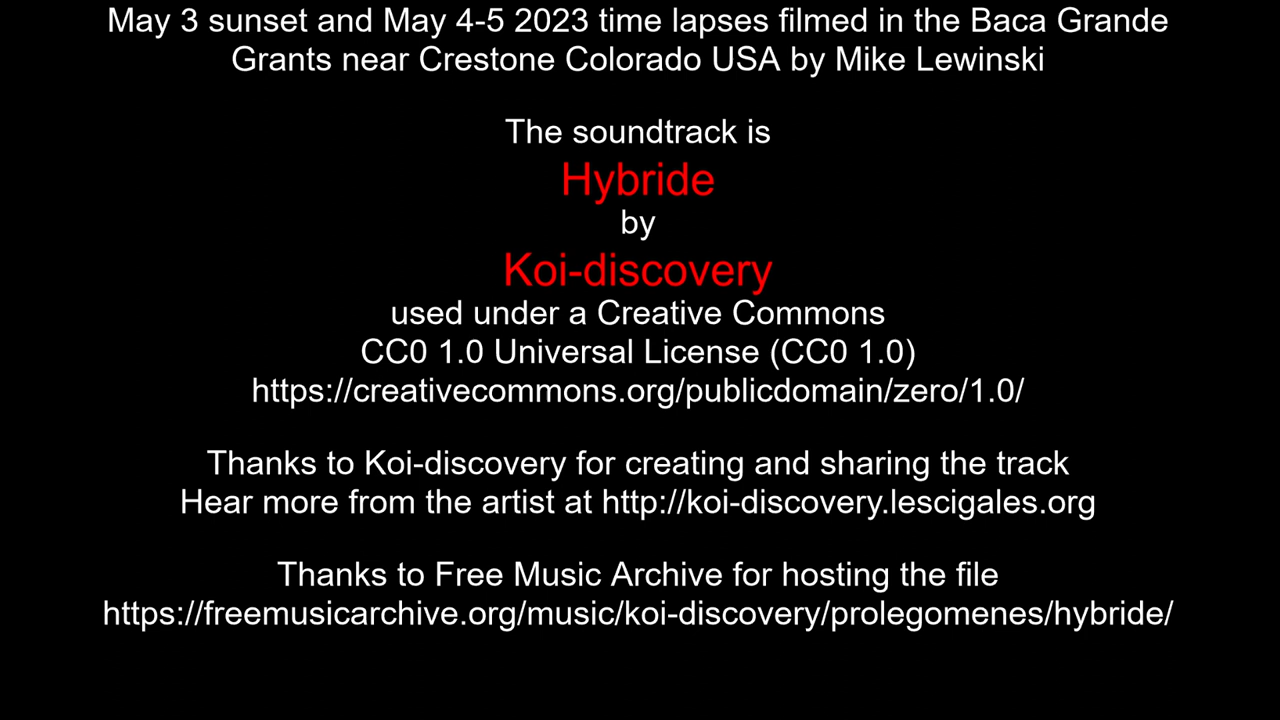 May 3 sunset and May 4-5 2023 time lapses filmed in the Baca Grande
Grants near Crestone Colorado USA by Mike Lewinski
The soundtrack is
Hybride
by
Koi-discovery
used under a Creative Commons
CC0 1.0 Universal License (CC0 1.0)
https://creativecommons.org/publicdomain/zero/1.0/
Thanks to Koi-discovery for creating and sharing the track
Hear more from the artist at http://koi-discovery.lescigales.org
Thanks to Free Music Archive for hosting the file
https://freemusicarchive.org/music/koi-discovery/prolegomenes/hybride/